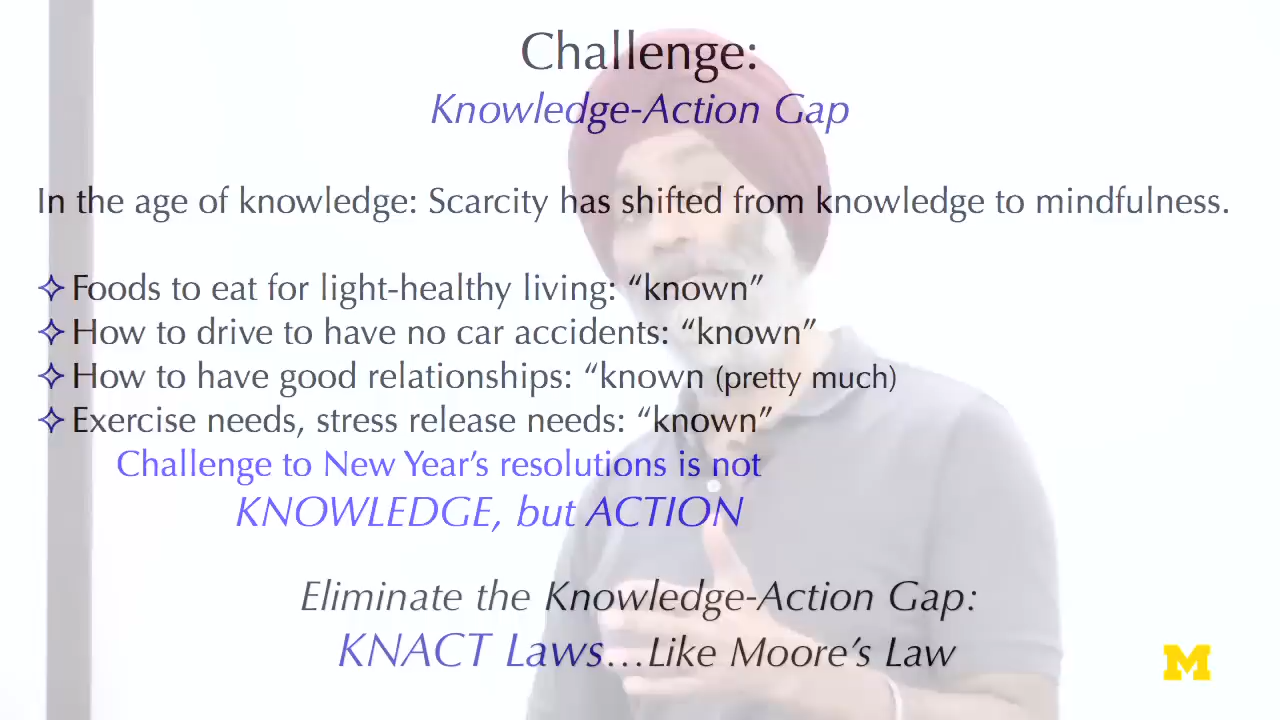 Challenge:
Knowledge-Action Gap
In the age of knowledge: Scarcity has shifted from knowledge to mindfulness.
✧ Foods to eat for light-healthy living: “known”
✧ How to drive to have no car accidents: “known”
✧ How to have good relationships: “known (pretty much)
✧ Exercise needs, stress release needs: “known”
Challenge to New Year’s resolutions is not
KNOWLEDGE, but ACTION
Eliminate the Knowledge-Action Gap:
KNACT Laws...Like Moore’s Law
M